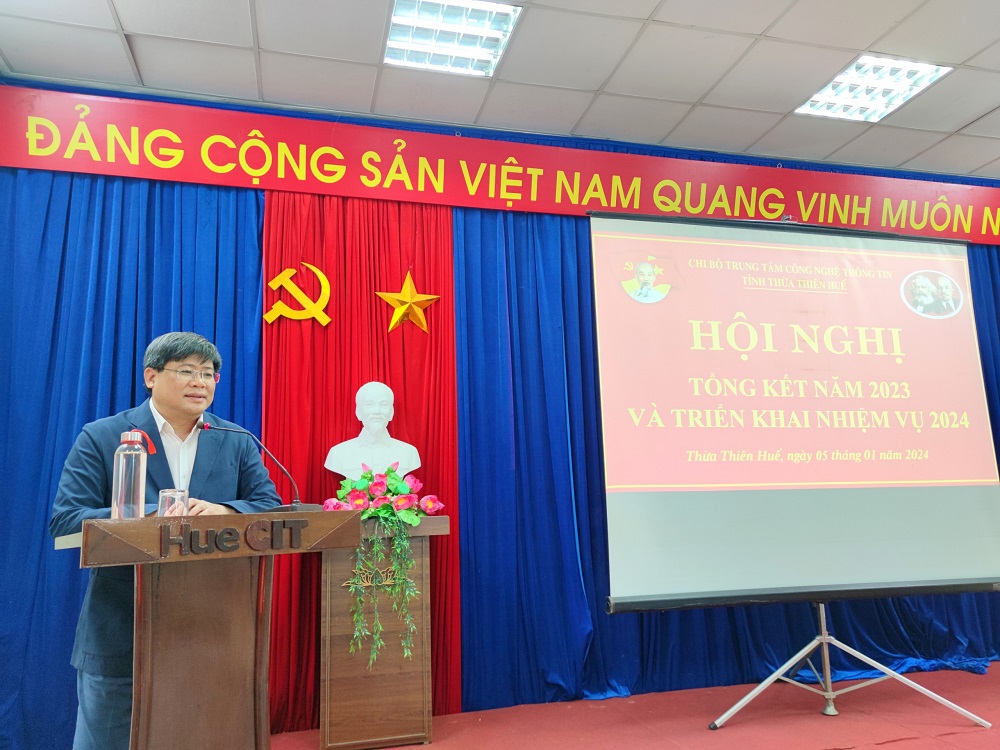 ĐẢNG CỘNG SẢN VIỆT NAM QUANG VINH MUÔN N
CHI BỘ TRUNG TÂM CÔNG NGHỆ THÔNG TIN
TỈNH THỪA THIÊN HUẾ
HỘI NGHỊ
TỔNG KẾT NĂM 2023
VÀ TRIỂN KHAI NHIỆM VỤ 2024
Thừa Thiên Huế, ngày 05 tháng 01 năm 2024
HueCIT